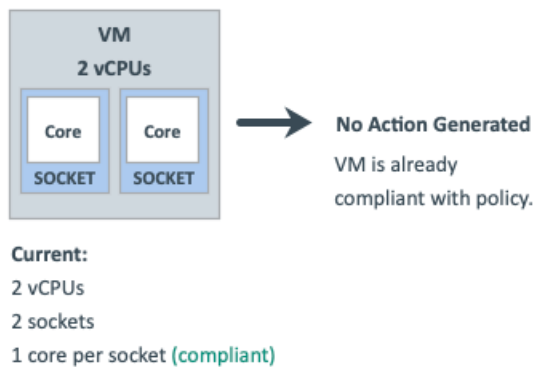 VM
2 vCPUs
Core Core
SOCKET SOCKET
No Action Generated
VM is already
compliant with policy.
Current:
2 vCPUs
2 sockets
1 core per socket (compliant)